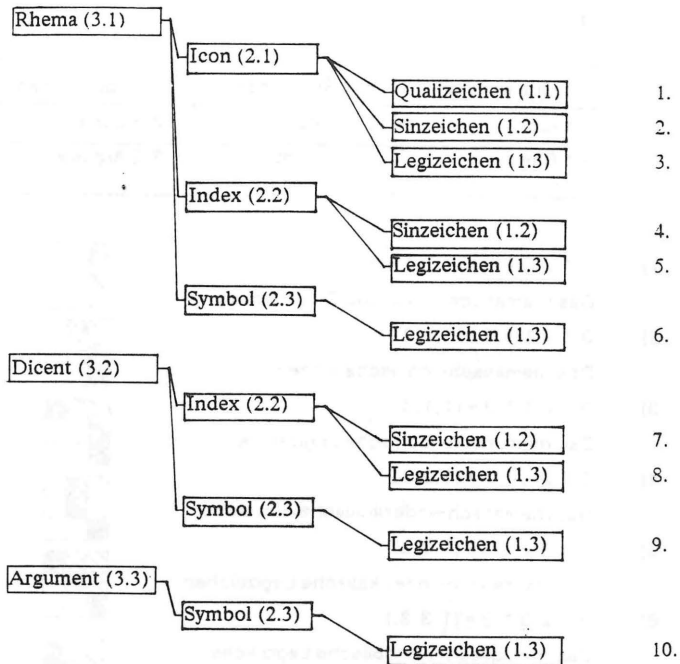 Rhema (3.1)
Icon (2.1)
Qualizeichen (1.1) 1.
Sinzeichen (1.2) 2.
Legizeichen (1.3) 3.
Index (2.2)
Sinzeichen (1.2) 4.
Legizeichen (1.3) 5.
Symbol (2.3)
Legizeichen (1.3) 6.
Dicent (3.2)
Index (2.2)
Sinzeichen (1.2) 7.
Legizeichen (1.3) 8.
Symbol (2.3)
Legizeichen (1.3) 9.
Argument (3.3)
Symbol (2.3)
Legizeichen (1.3) 10.